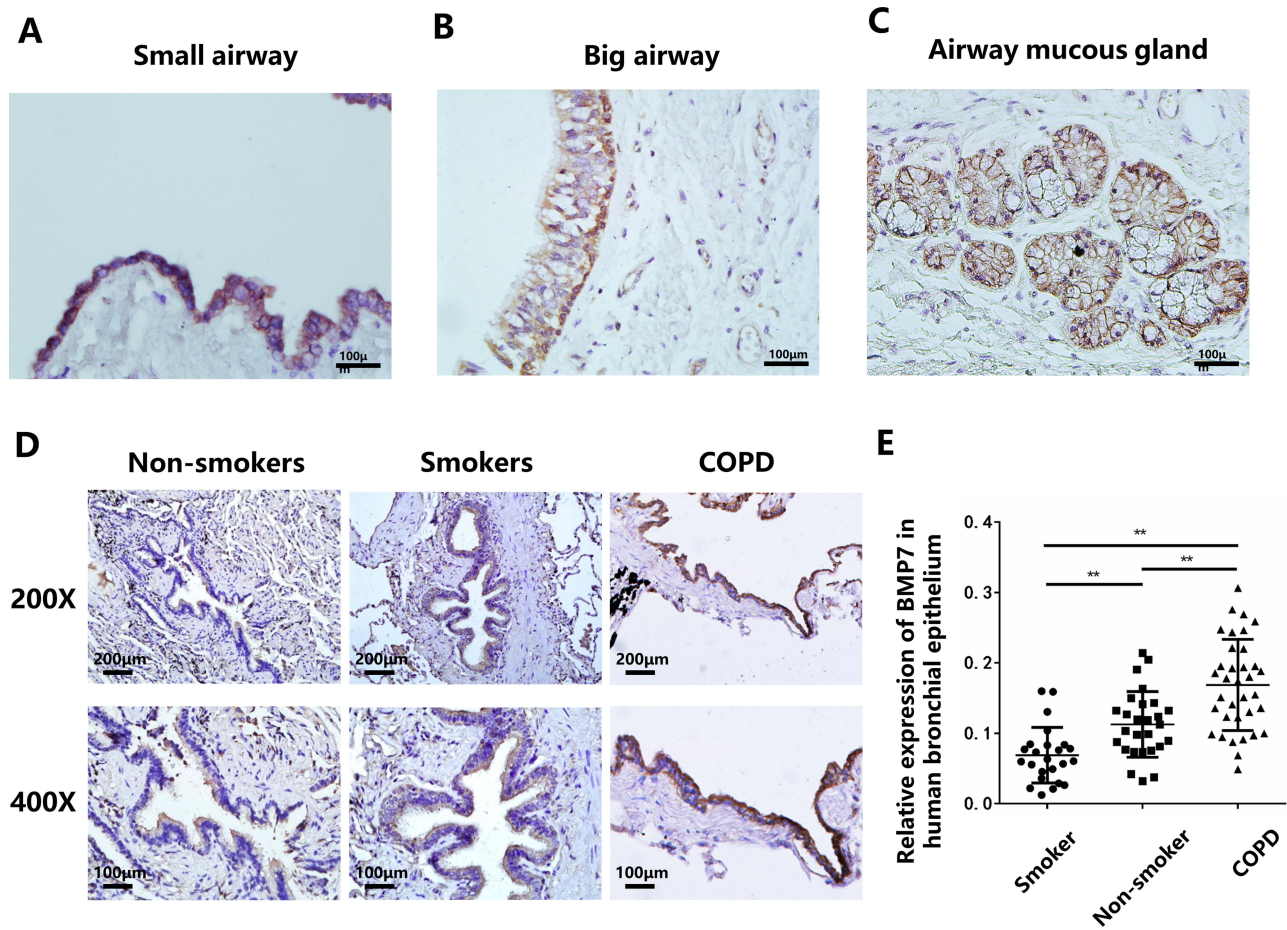 A
Small airway
100μ
m
B
Big airway
100μm
C
Airway mucous gland
100μ
m
D
Non-smokers
Smokers
COPD
200X
200μm
200μm
200μm
400X
100μm
100μm
100μm
E
Relative expression of BMP7 in
human bronchial epithelium
0.4
0.3
0.2
0.1
0.0
**
**
**
Smoker
Non-smoker
COPD